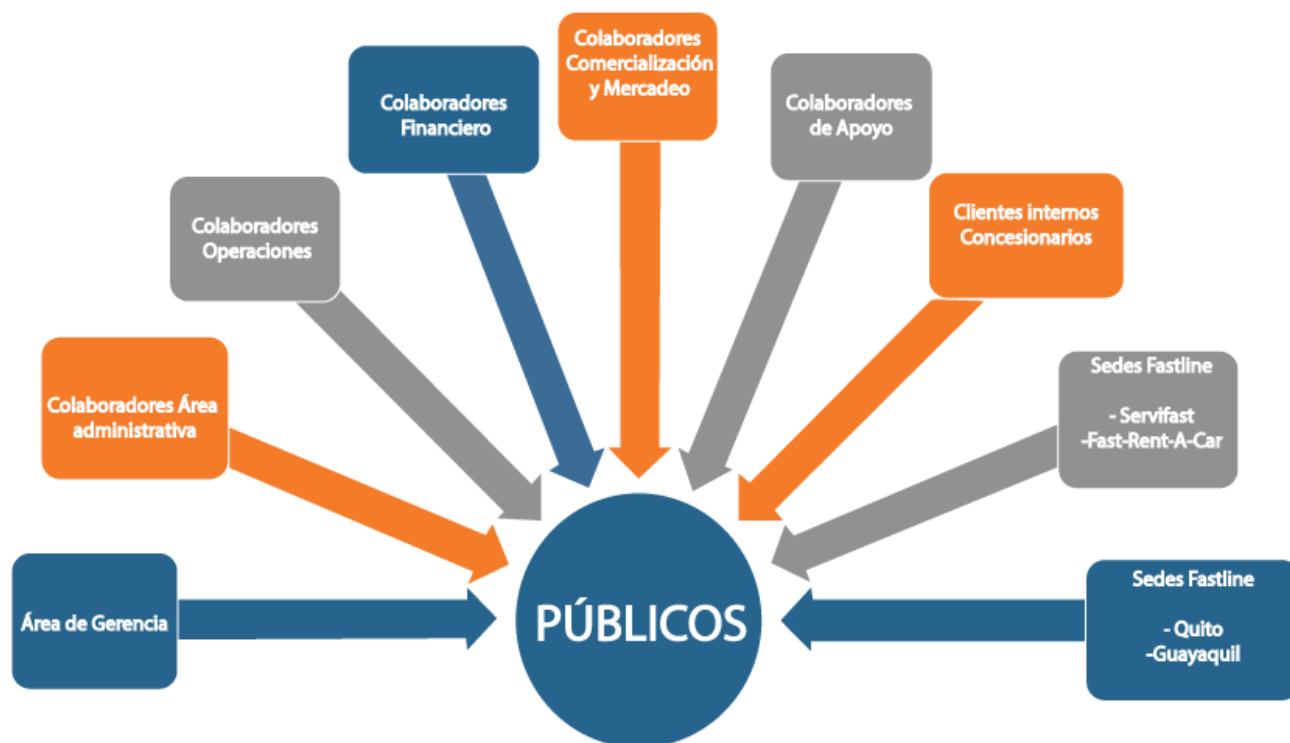 Colaboradores
Comercialización
y Mercadeo
Colaboradores
Financiero
Colaboradores
de Apoyo
Colaboradores
Operaciones
Clientes internos
Concesionarios
Colaboradores Área
administrativa
Sedes Fastline
- Servifast
-Fast-Rent-A-Car
Área de Gerencia
PÚBLICOS
Sedes Fastline
- Quito
-Guayaquil